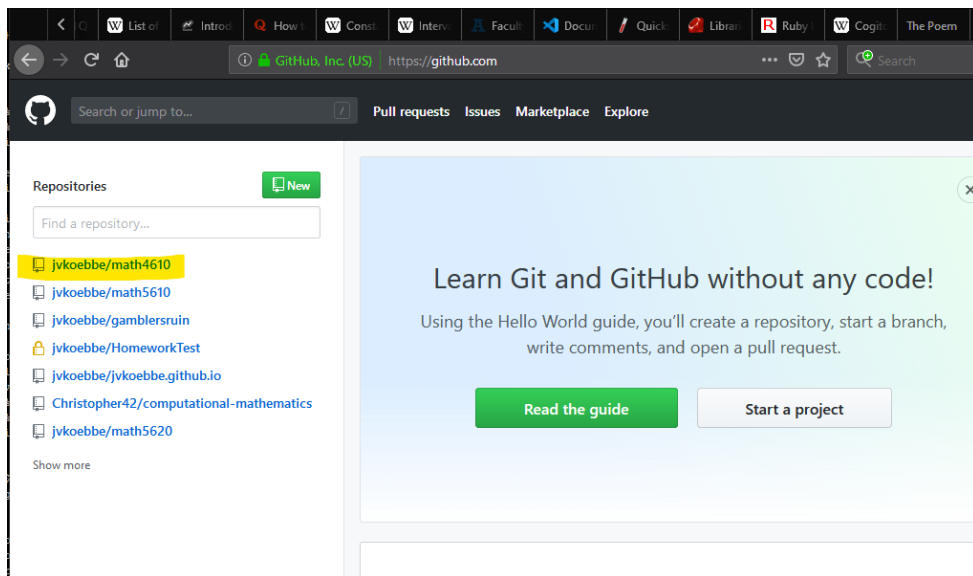 List of
Introd
How t
Const
Interv
Facult
Docum
Quick
Librari
Ruby
Cogito
The Poem
GitHub, Inc. (US)
https://github.com
Search
Search or jump to...
/
Pull requests Issues Marketplace Explore
Repositories
New
Find a repository...
jvkoebbe/math4610
jvkoebbe/math5610
jvkoebbe/gamblersruin
jvkoebbe/HomeworkTest
jvkoebbe/jvkoebbe.github.io
Christopher42/computational-mathematics
jvkoebbe/math5620
Show more
Learn Git and GitHub without any code!
Using the Hello World guide, you’ll create a repository, start a branch,
write comments, and open a pull request.
Read the guide
Start a project